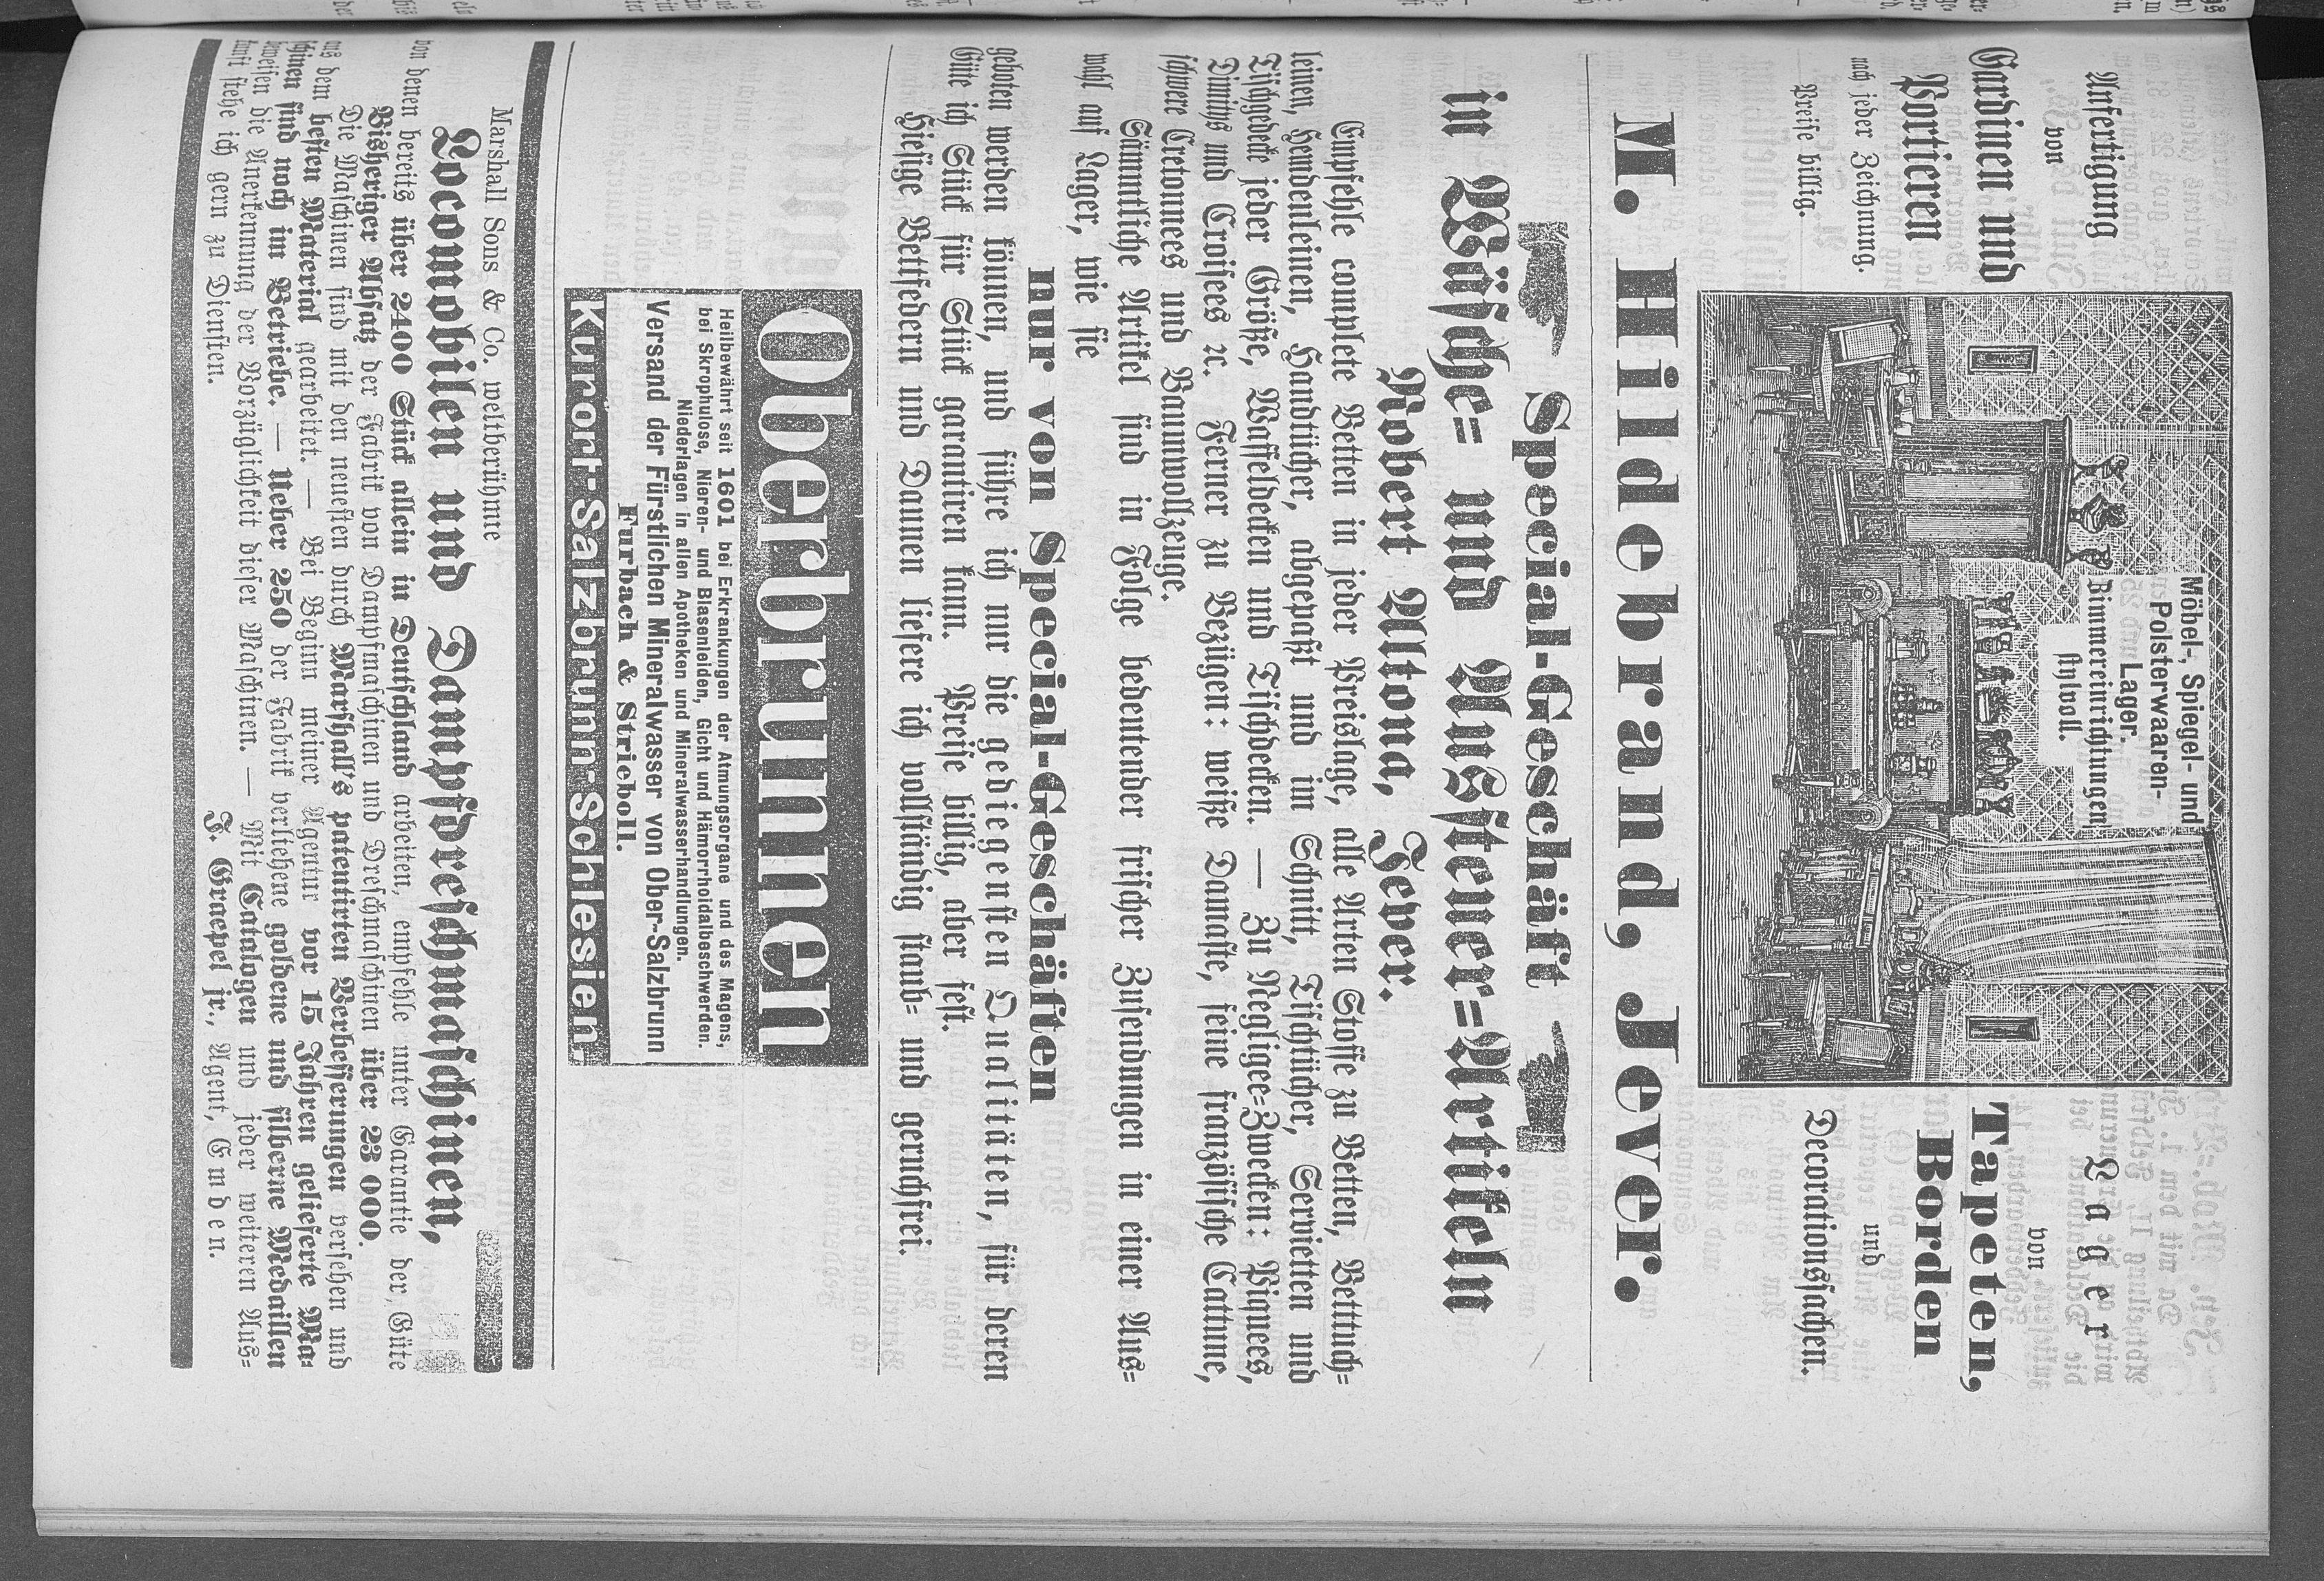 Anfertigung
von
Gardinen und
Portieren
nach jeder Zeichnung.
Preise billig.
Möbel-, Spiegel- und
Polsterwaaren-
Lager.
Zimmereinrichtungen
stylvoll.
Lager
von
Tapeten,
Borden
und
Decorationssachen.
M. Hildebrand, Jever.
Special-Geschäft
in Wäsche- und Aussteuer-Artikeln
Robert Altona, Jever.
Empfehle complete Betten in jeder Preislage, alle Arten Stoffe zu Betten, Bettuch-
leinen, Hemdenleinen, Handtücher, abgepaßt und in Schnitt, Tischtücher, Servietten und
Tischgedecke jeder Größe, Waffeldecken und Tischdecken. — Zu Negligee-Zwecken: Piquees,
Dimitys und Croisees ꝛc. Ferner zu Bezügen: weiße Damaste, feine französische Cattune,
schwere Cretonnees und Baumwollzeuge.
Sämmtliche Artikel sind in Folge bedeutender frischer Zusendungen in einer Aus-
wahl auf Lager, wie sie
nur von Special-Geschäften
geboten werden können, und führe ich nur die gediegensten Qualitäten, für deren
Güte ich Stück für Stück garantiren kann. Preise billig, aber fest.
Hiesige Bettfedern und Daunen liefere ich vollständig staub- und geruchfrei.
Oberbrunnen
Heilbewährt seit 1601 bei Erkrankungen der Atmungsorgane und des Magens,
bei Skrophulose, Nieren- und Blasenleiden, Gicht und Hämorrhoidalbeschwerden.
Niederlagen in allen Apotheken und Mineralwasserhandlungen.
Versand der Fürstlichen Mineralwasser von Ober-Salzbrunn
Furbach & Strieboll.
Kurort-Salzbrunn-Schlesien.
Marshall Sons & Co. weltberühmte
Locomobilen und Dampfdreschmaschinen,
von denen bereits über 2400 Stück allein in Deutschland arbeiten, empfehle unter Garantie der Güte
Bisheriger Absatz der Fabrik von Dampfmaschinen und Dreschmaschinen über 23 000.
Die Maschinen sind mit den neuesten durch Marshall's patentirten Verbesserungen versehen und
aus dem besten Material gearbeitet. — Bei Beginn meiner Agentur vor 15 Jahren gelieferte Ma-
schinen sind noch in Betriebe. — Ueber 250 der Fabrik verliehene goldene und silberne Medaillen
beweisen die Anerkennung der Vorzüglichkeit dieser Maschinen. — Mit Catalogen und jeder weiteren Aus-
kunft stehe ich gern zu Diensten.
J. Graepel jr., Agent, Emden.